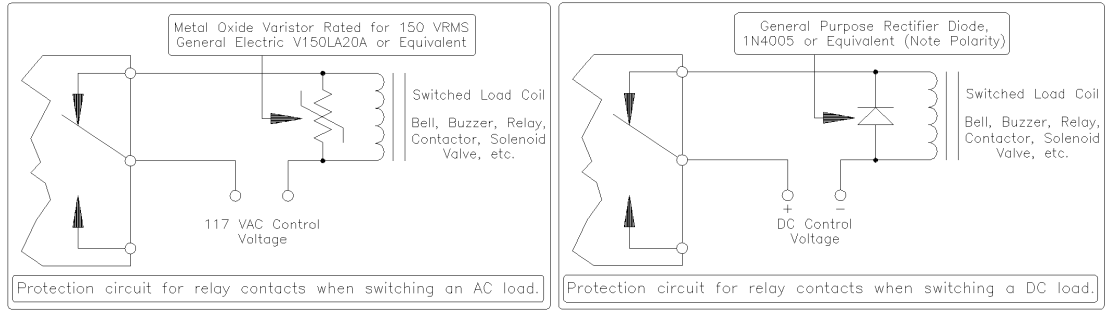 Metal Oxide Varistor Rated for 150 VRMS
General Electric V150LA20A or Equivalent
Switched Load Coil
Bell, Buzzer, Relay,
Contactor, Solenoid
Valve, etc.
117 VAC Control
Voltage
Protection circuit for relay contacts when switching an AC load.
General Purpose Rectifier Diode,
1N4005 or Equivalent (Note Polarity)
Switched Load Coil
Bell, Buzzer, Relay,
Contactor, Solenoid
Valve, etc.
+ −
DC Control
Voltage
Protection circuit for relay contacts when switching a DC load.